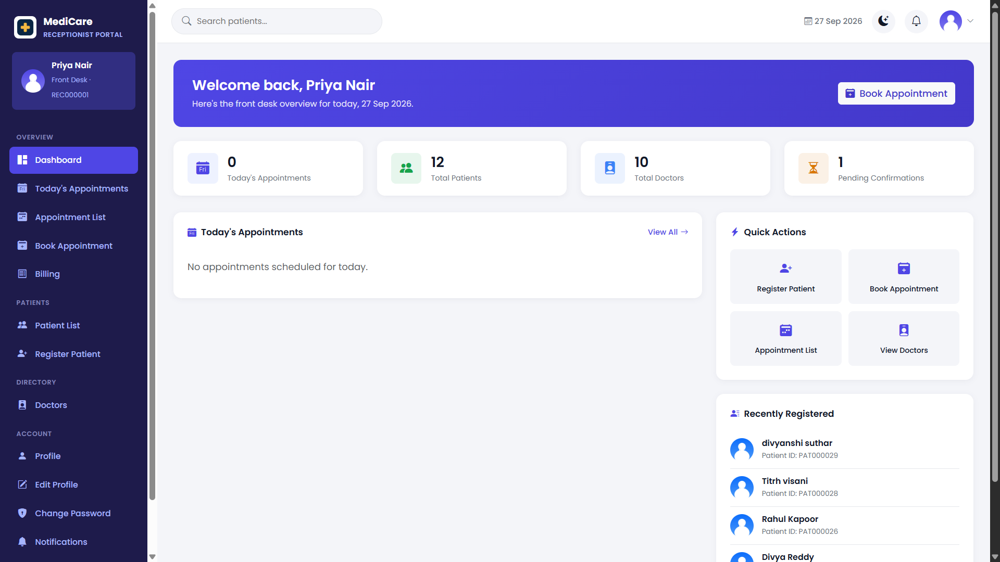 MediCare
RECEPTIONIST PORTAL
Priya Nair
Front Desk ·
REC000001
OVERVIEW
Dashboard
Fri
Today's Appointments
Appointment List
Book Appointment
Billing
PATIENTS
Patient List
Register Patient
DIRECTORY
Doctors
ACCOUNT
Profile
Edit Profile
Change Password
Notifications
Search patients...
27 Sep 2026
Welcome back, Priya Nair
Here's the front desk overview for today, 27 Sep 2026.
Book Appointment
Fri
0
Today's Appointments
12
Total Patients
10
Total Doctors
1
Pending Confirmations
Fri
Today's Appointments
View All
No appointments scheduled for today.
Quick Actions
Register Patient
Book Appointment
Appointment List
View Doctors
Recently Registered
divyanshi suthar
Patient ID: PAT000029
Titrh visani
Patient ID: PAT000028
Rahul Kapoor
Patient ID: PAT000026
Divya Reddy